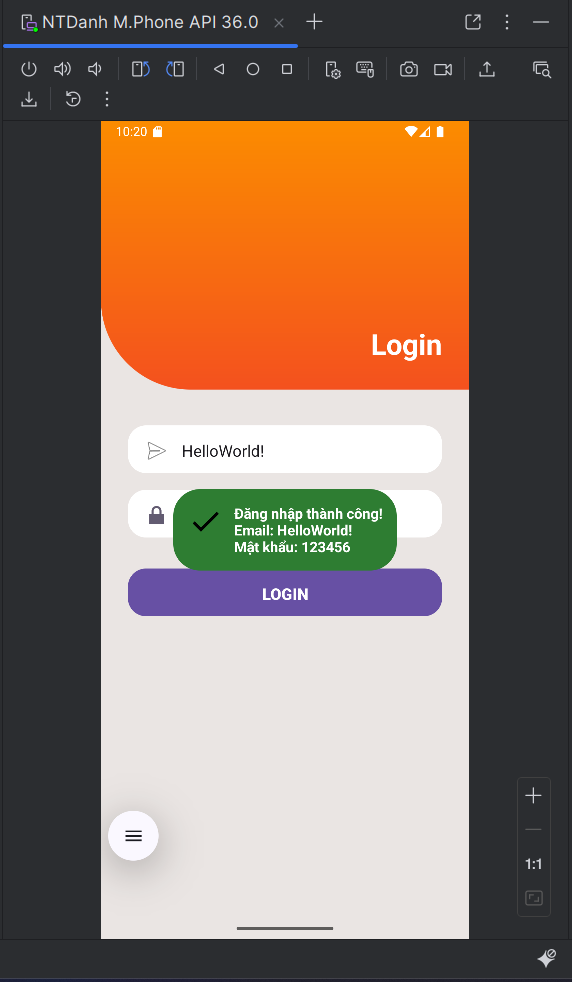 NTDanh M.Phone API 36.0
10:20
Login
HelloWorld!
Đăng nhập thành công!
Email: HelloWorld!
Mật khẩu: 123456
LOGIN
1:1